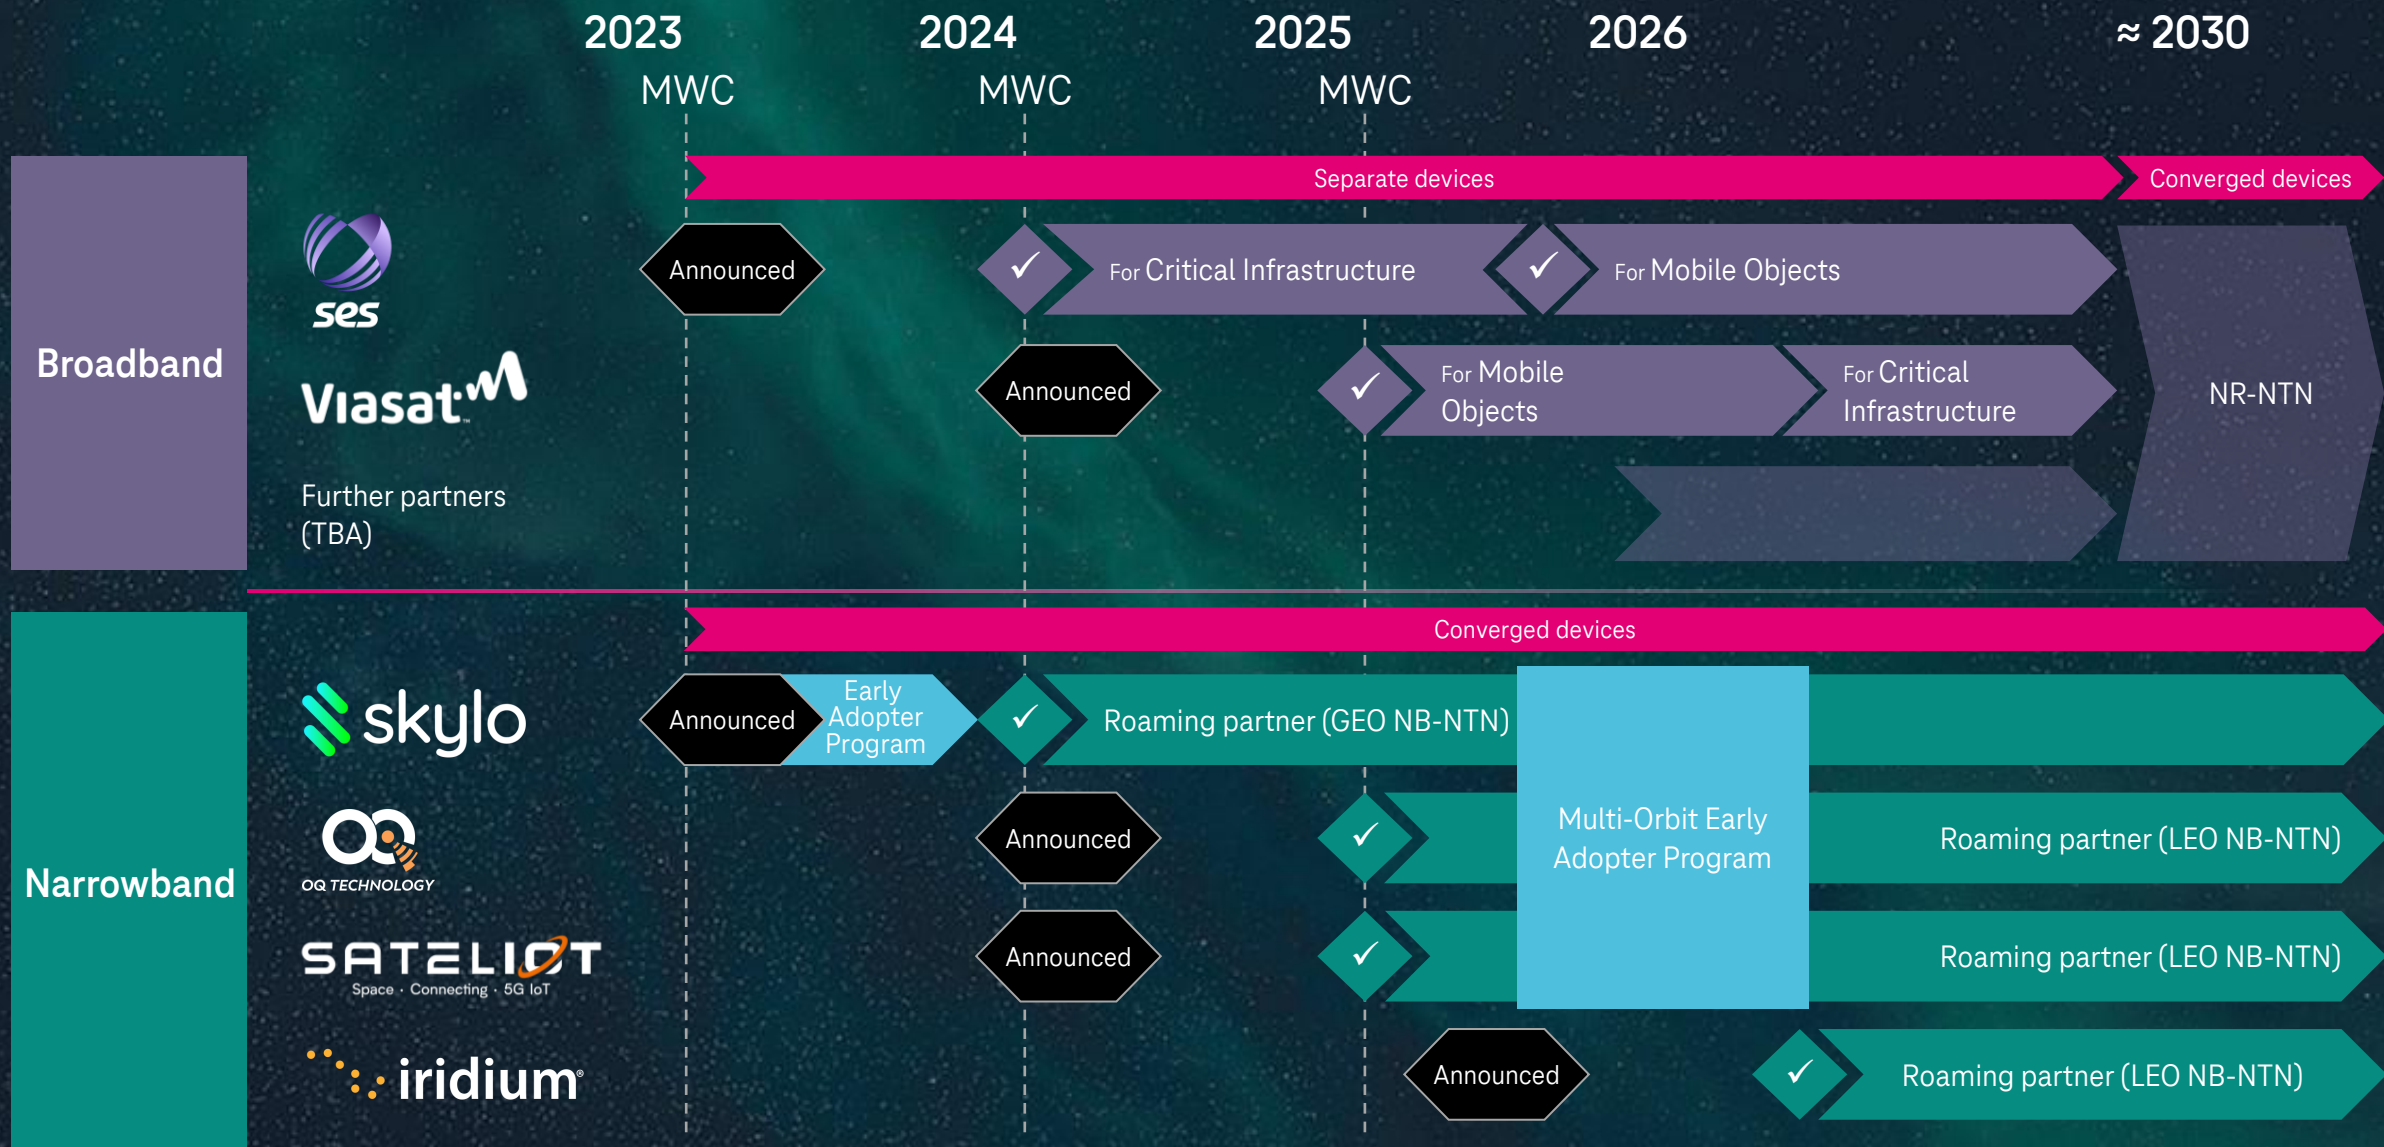 2023
2024
2025
2026
≈ 2030
MWC
MWC
MWC
Separate devices
Converged devices
Broadband
ses
Announced
✓
For Critical Infrastructure
✓
For Mobile Objects
Viasat™
Announced
✓
For Mobile
Objects
For Critical
Infrastructure
NR-NTN
Further partners
(TBA)
Converged devices
Narrowband
skylo
Announced
Early
Adopter
Program
✓
Roaming partner (GEO NB-NTN)
Multi-Orbit Early
Adopter Program
OQ
OQ TECHNOLOGY
Announced
✓
Roaming partner (LEO NB-NTN)
SATELIOT
Space · Connecting · 5G IoT
Announced
✓
Roaming partner (LEO NB-NTN)
iridium®
Announced
✓
Roaming partner (LEO NB-NTN)